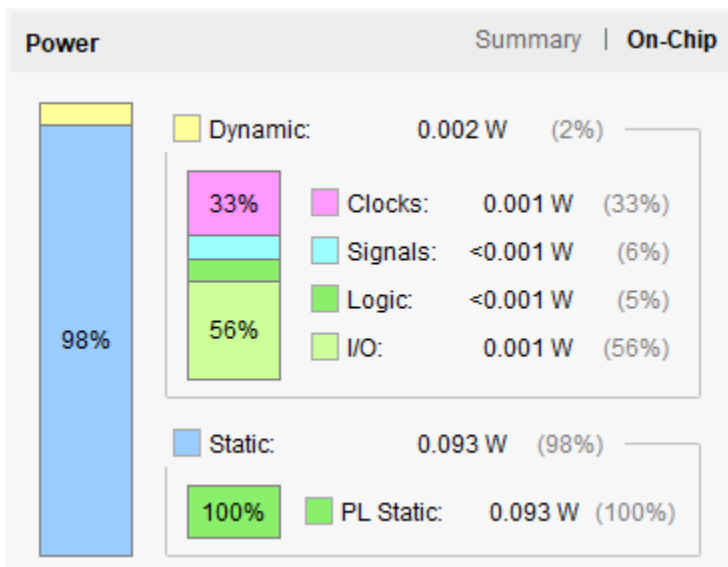 Power Summary | On-Chip
Dynamic: 0.002 W (2%)
33% Clocks: 0.001 W (33%)
Signals: <0.001 W (6%)
Logic: <0.001 W (5%)
98% 56% I/O: 0.001 W (56%)
Static: 0.093 W (98%)
100% PL Static: 0.093 W (100%)